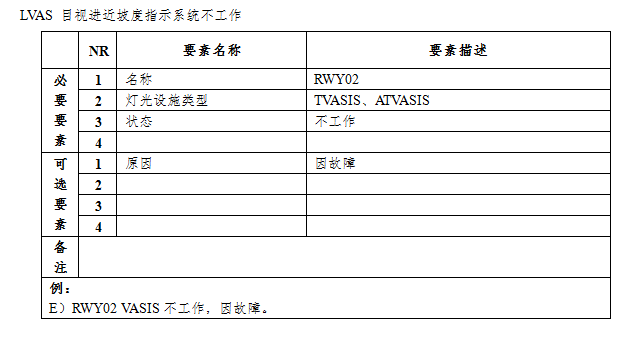 LVAS 目视进近坡度指示系统不工作
NR 要素名称 要素描述
必要要素 1 名称 RWY02
2 灯光设施类型 TVASIS、ATVASIS
3 状态 不工作
4
可选要素 1 原因 因故障
2
3
4
备注
例：
E）RWY02 VASIS 不工作，因故障。